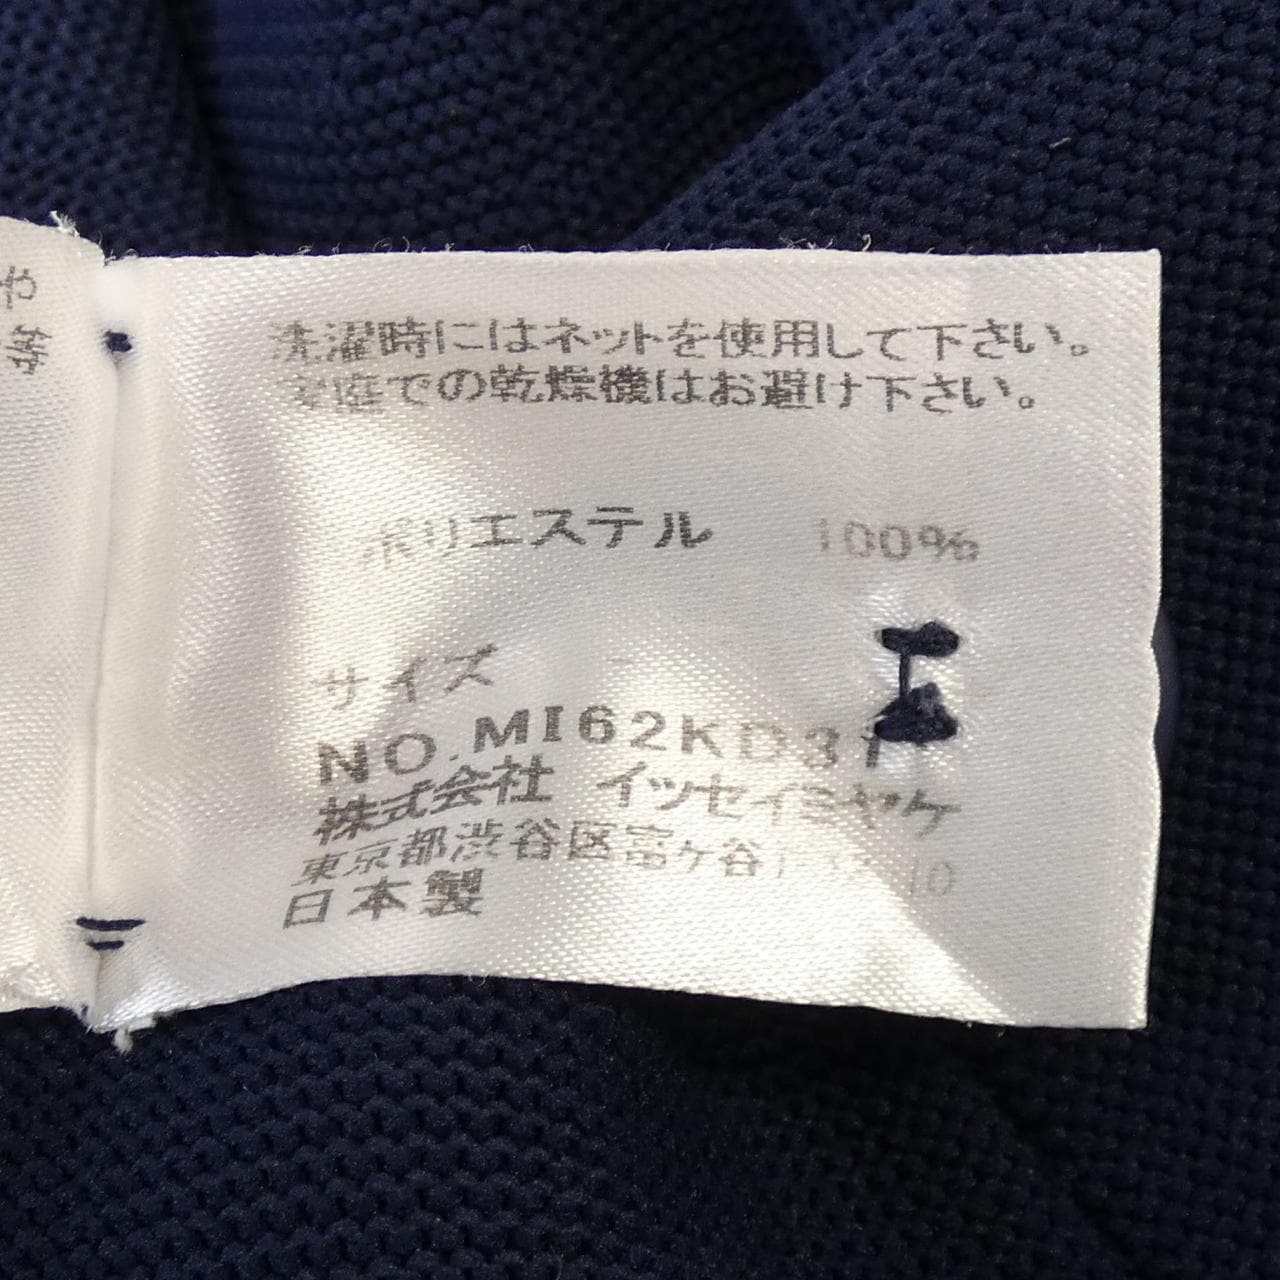 や
洗濯時にはネットを使用して下さい。
家庭での乾燥機はお避け下さい。
ポリエステル 100%
サイズ
NO.MI62KD31
株式会社 イッセイミヤケ
東京都渋谷区富ヶ谷
日本製